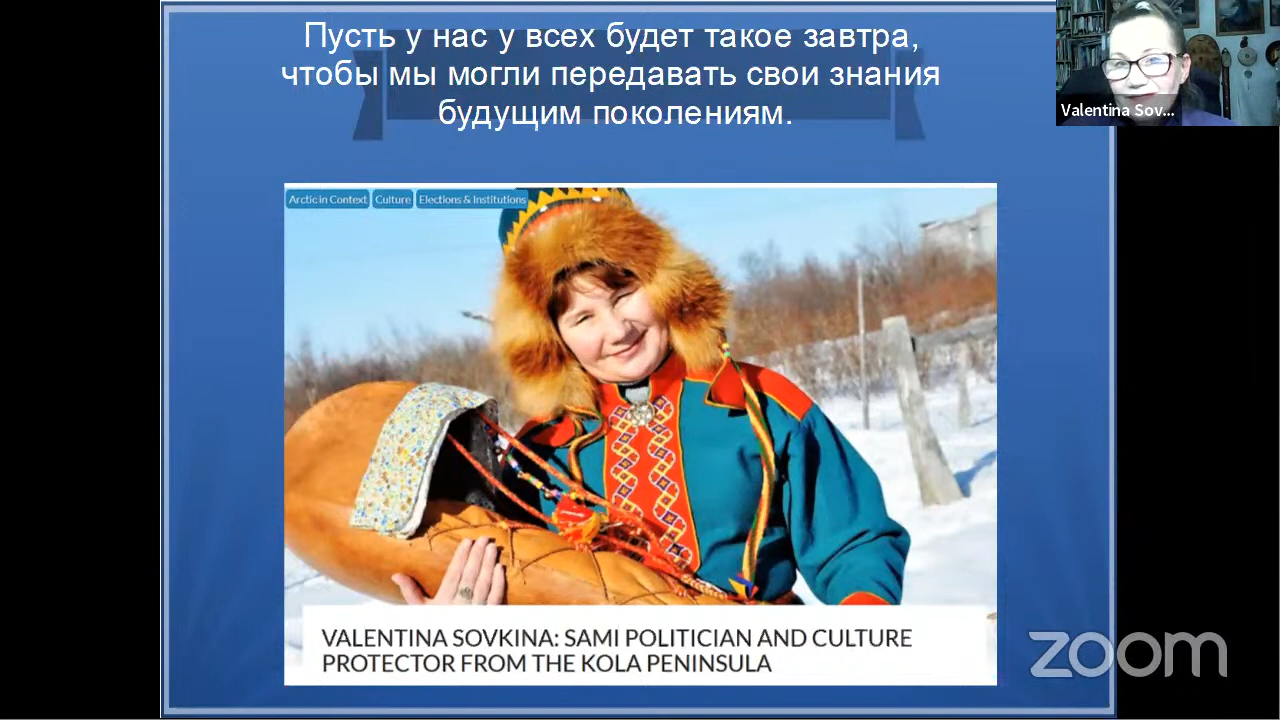 Пусть у нас у всех будет такое завтра,
чтобы мы могли передавать свои знания
будущим поколениям.
Valentina Sov...
Arctic in Context Culture Elections & Institutions
VALENTINA SOVKINA: SAMI POLITICIAN AND CULTURE
PROTECTOR FROM THE KOLA PENINSULA
zoom